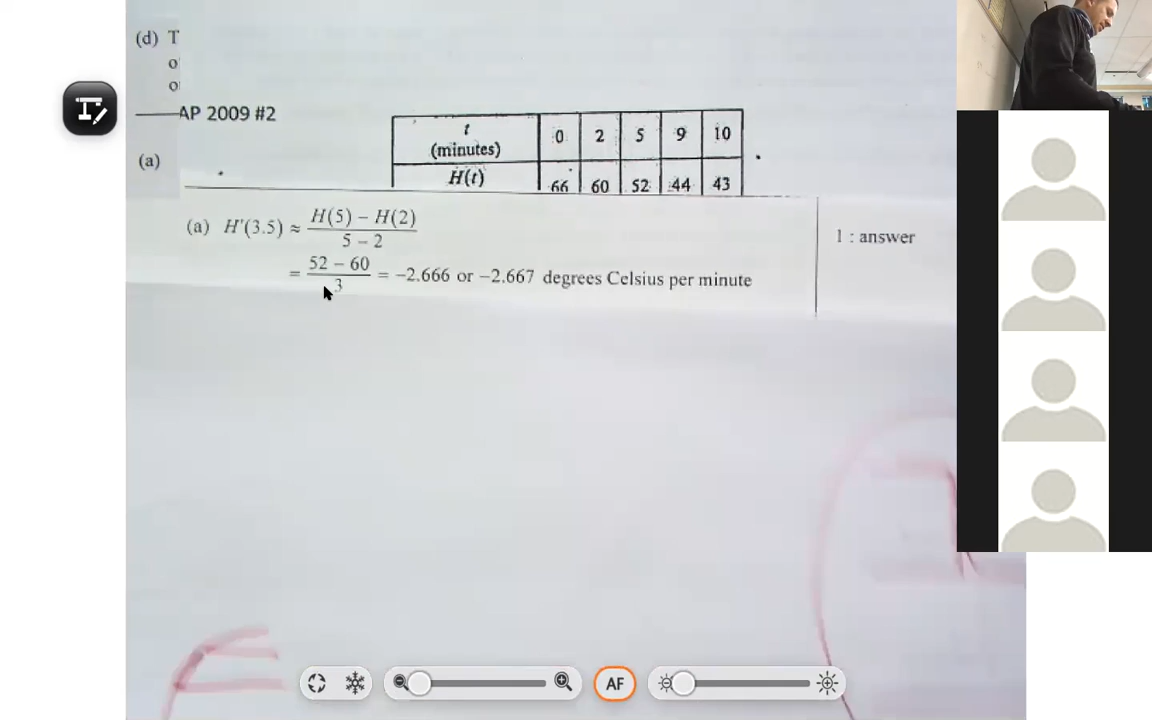 (d) T
o
o
AP 2009 #2
(a)
t (minutes) 0 2 5 9 10
H(t) 66 60 52 44 43
(a) H'(3.5) ≈ H(5) − H(2) / 5 − 2
= 52 − 60 / 3 = −2.666 or −2.667 degrees Celsius per minute
1 : answer
AF